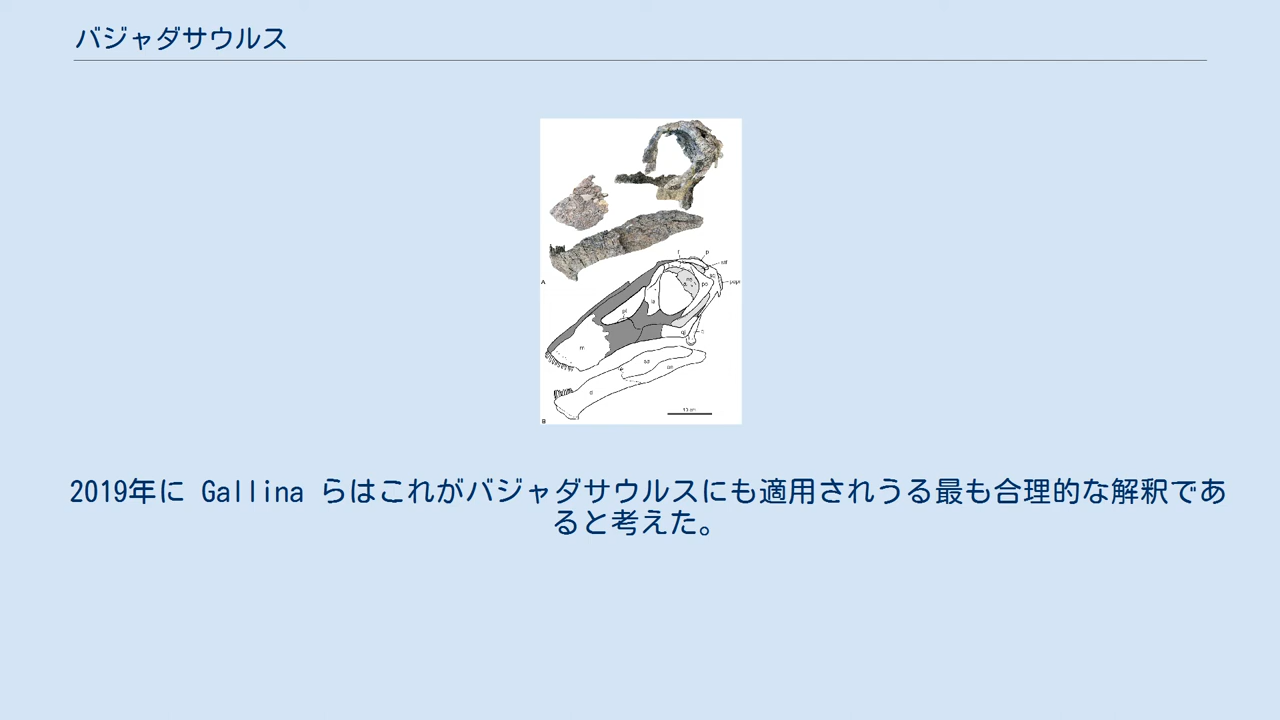 バジャダサウルス
A
B
10 cm
2019年に Gallina らはこれがバジャダサウルスにも適用されうる最も合理的な解釈であ
ると考えた。